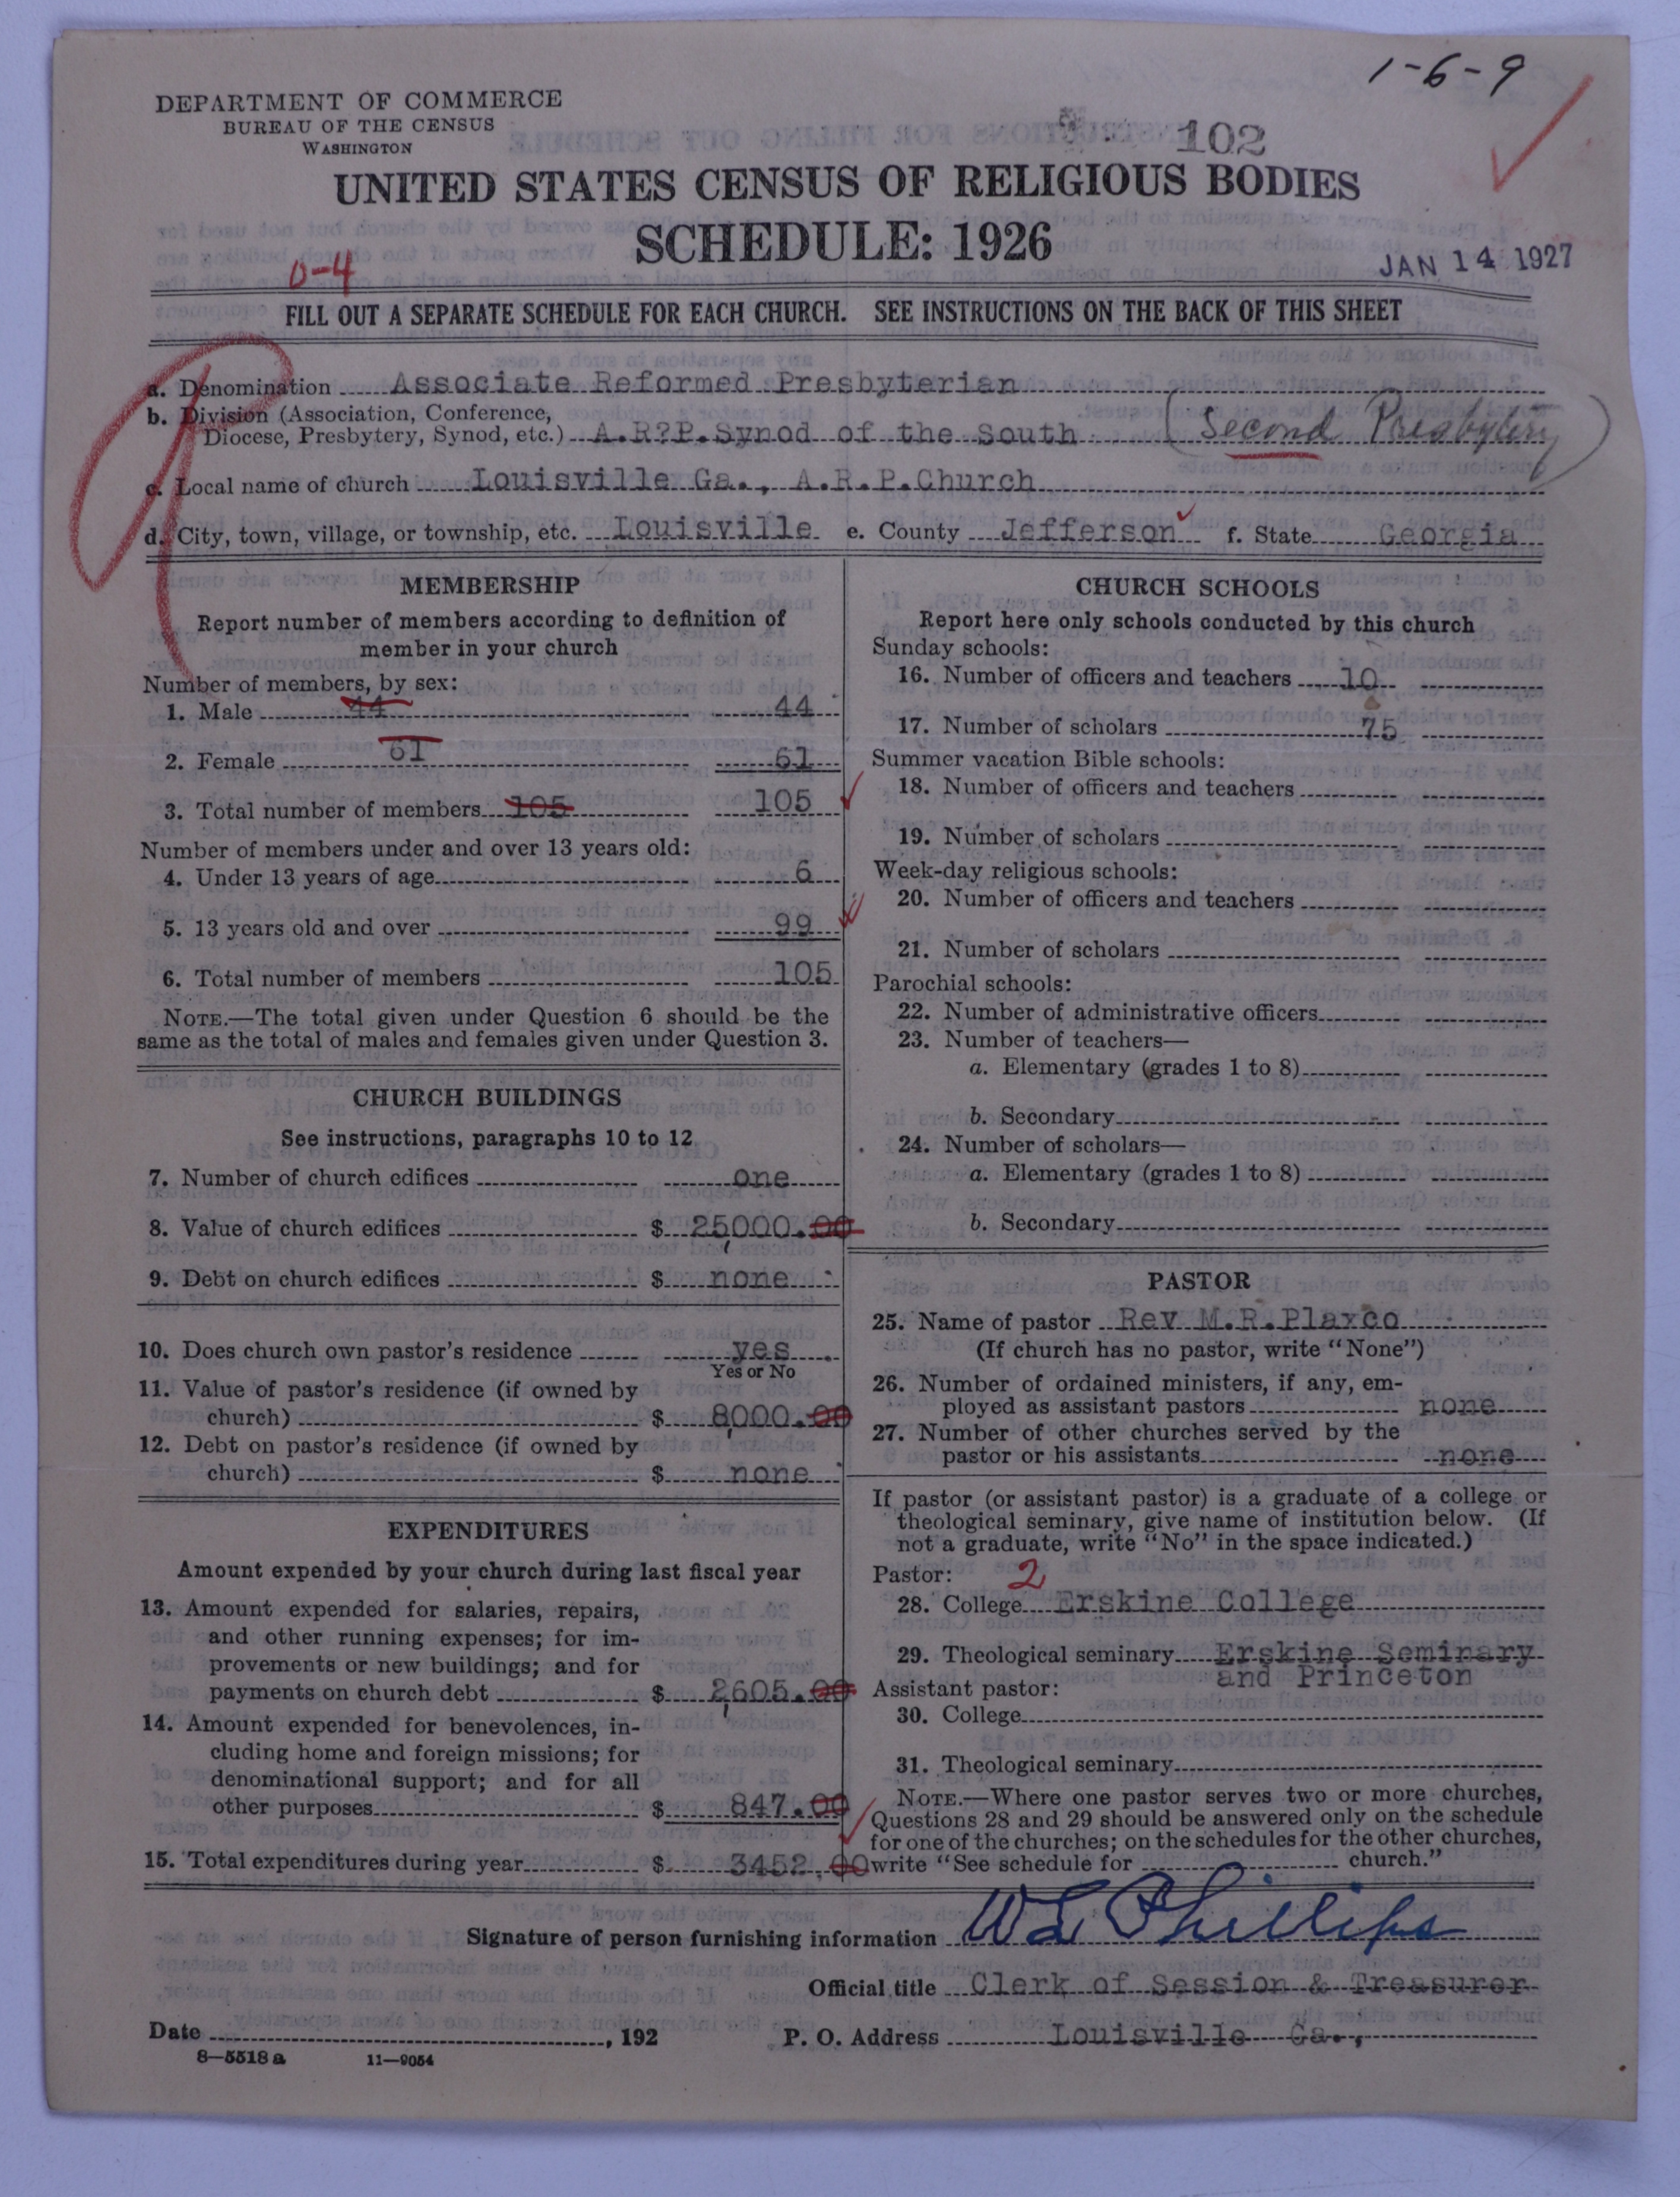 1-6-9
DEPARTMENT OF COMMERCE
BUREAU OF THE CENSUS
WASHINGTON
102
UNITED STATES CENSUS OF RELIGIOUS BODIES
SCHEDULE: 1926
0-4
JAN 14 1927
FILL OUT A SEPARATE SCHEDULE FOR EACH CHURCH. SEE INSTRUCTIONS ON THE BACK OF THIS SHEET
a. Denomination Associate Reformed Presbyterian
b. Division (Association, Conference,
Diocese, Presbytery, Synod, etc.) A.R?P.Synod of the South (Second Presbytery)
c. Local name of church Louisville Ga., A.R.P.Church
d. City, town, village, or township, etc. Louisville e. County Jefferson f. State Georgia
MEMBERSHIP
Report number of members according to definition of
member in your church
Number of members, by sex:
1. Male 44 44
2. Female 61 61
3. Total number of members 105 105
Number of members under and over 13 years old:
4. Under 13 years of age 6
5. 13 years old and over 99
6. Total number of members 105
NOTE.—The total given under Question 6 should be the
same as the total of males and females given under Question 3.
CHURCH BUILDINGS
See instructions, paragraphs 10 to 12
7. Number of church edifices one
8. Value of church edifices $ 25,000.00
9. Debt on church edifices $ none
10. Does church own pastor's residence yes
Yes or No
11. Value of pastor's residence (if owned by
church) $ 8,000.00
12. Debt on pastor's residence (if owned by
church) $ none
EXPENDITURES
Amount expended by your church during last fiscal year
13. Amount expended for salaries, repairs,
and other running expenses; for im-
provements or new buildings; and for
payments on church debt $ 2,605.00
14. Amount expended for benevolences, in-
cluding home and foreign missions; for
denominational support; and for all
other purposes $ 847.00
15. Total expenditures during year $ 3452.00
CHURCH SCHOOLS
Report here only schools conducted by this church
Sunday schools:
16. Number of officers and teachers 10
17. Number of scholars 75
Summer vacation Bible schools:
18. Number of officers and teachers
19. Number of scholars
Week-day religious schools:
20. Number of officers and teachers
21. Number of scholars
Parochial schools:
22. Number of administrative officers
23. Number of teachers—
a. Elementary (grades 1 to 8)
b. Secondary
24. Number of scholars—
a. Elementary (grades 1 to 8)
b. Secondary
PASTOR
25. Name of pastor Rev M.R.Plaxco
(If church has no pastor, write "None")
26. Number of ordained ministers, if any, em-
ployed as assistant pastors none
27. Number of other churches served by the
pastor or his assistants none
If pastor (or assistant pastor) is a graduate of a college or
theological seminary, give name of institution below. (If
not a graduate, write "No" in the space indicated.)
Pastor: 2
28. College Erskine College
29. Theological seminary Erskine Seminary
and Princeton
Assistant pastor:
30. College
31. Theological seminary
NOTE.—Where one pastor serves two or more churches,
Questions 28 and 29 should be answered only on the schedule
for one of the churches; on the schedules for the other churches,
write "See schedule for church."
Signature of person furnishing information W L Phillips
Official title Clerk of Session & Treasurer
Date , 192 P. O. Address Louisville Ga.,
8—5518 a 11—9054